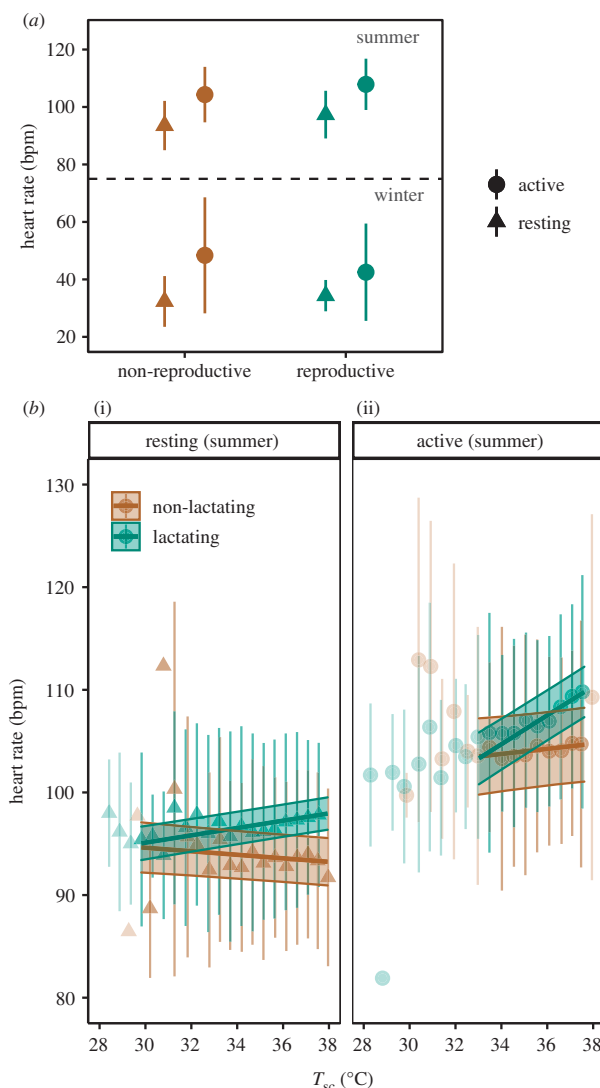 (a)
summer
winter
heart rate (bpm)
120
100
80
60
40
20
non-reproductive
reproductive
active
resting
(b)
(i)
(ii)
resting (summer)
active (summer)
non-lactating
lactating
heart rate (bpm)
130
120
110
100
90
80
28 30 32 34 36 38
28 30 32 34 36 38
Tsc (°C)